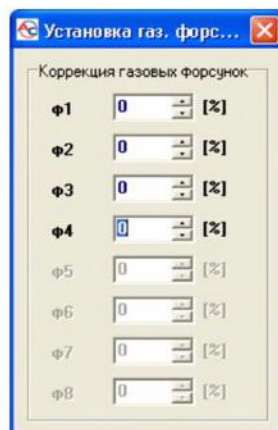 Установка газ. форс...
Коррекция газовых форсунок
ф1 0 [%]
ф2 0 [%]
ф3 0 [%]
ф4 0 [%]
ф5 0 [%]
ф6 0 [%]
ф7 0 [%]
ф8 0 [%]